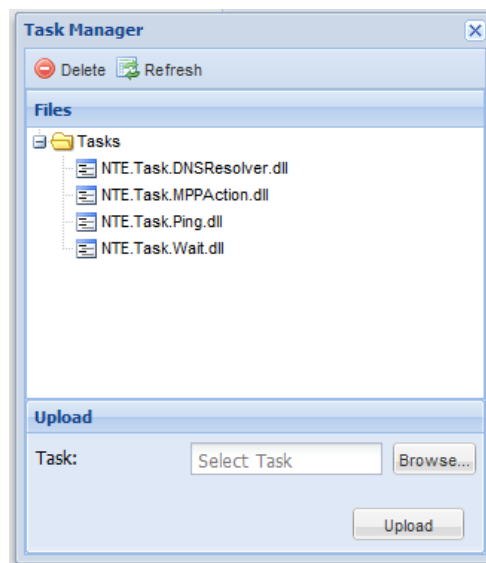 Task Manager
Delete Refresh
Files
Tasks
NTE.Task.DNSResolver.dll
NTE.Task.MPPAction.dll
NTE.Task.Ping.dll
NTE.Task.Wait.dll
Upload
Task: Select Task Browse...
Upload